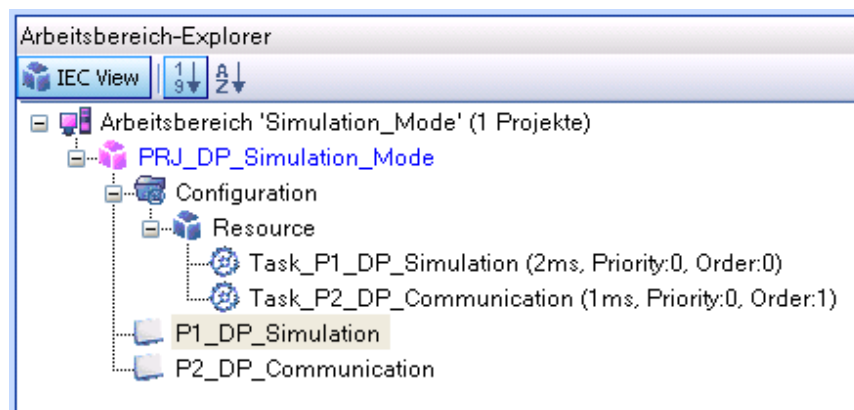 Arbeitsbereich-Explorer
IEC View
Arbeitsbereich 'Simulation_Mode' (1 Projekte)
PRJ_DP_Simulation_Mode
Configuration
Resource
Task_P1_DP_Simulation (2ms, Priority:0, Order:0)
Task_P2_DP_Communication (1ms, Priority:0, Order:1)
P1_DP_Simulation
P2_DP_Communication